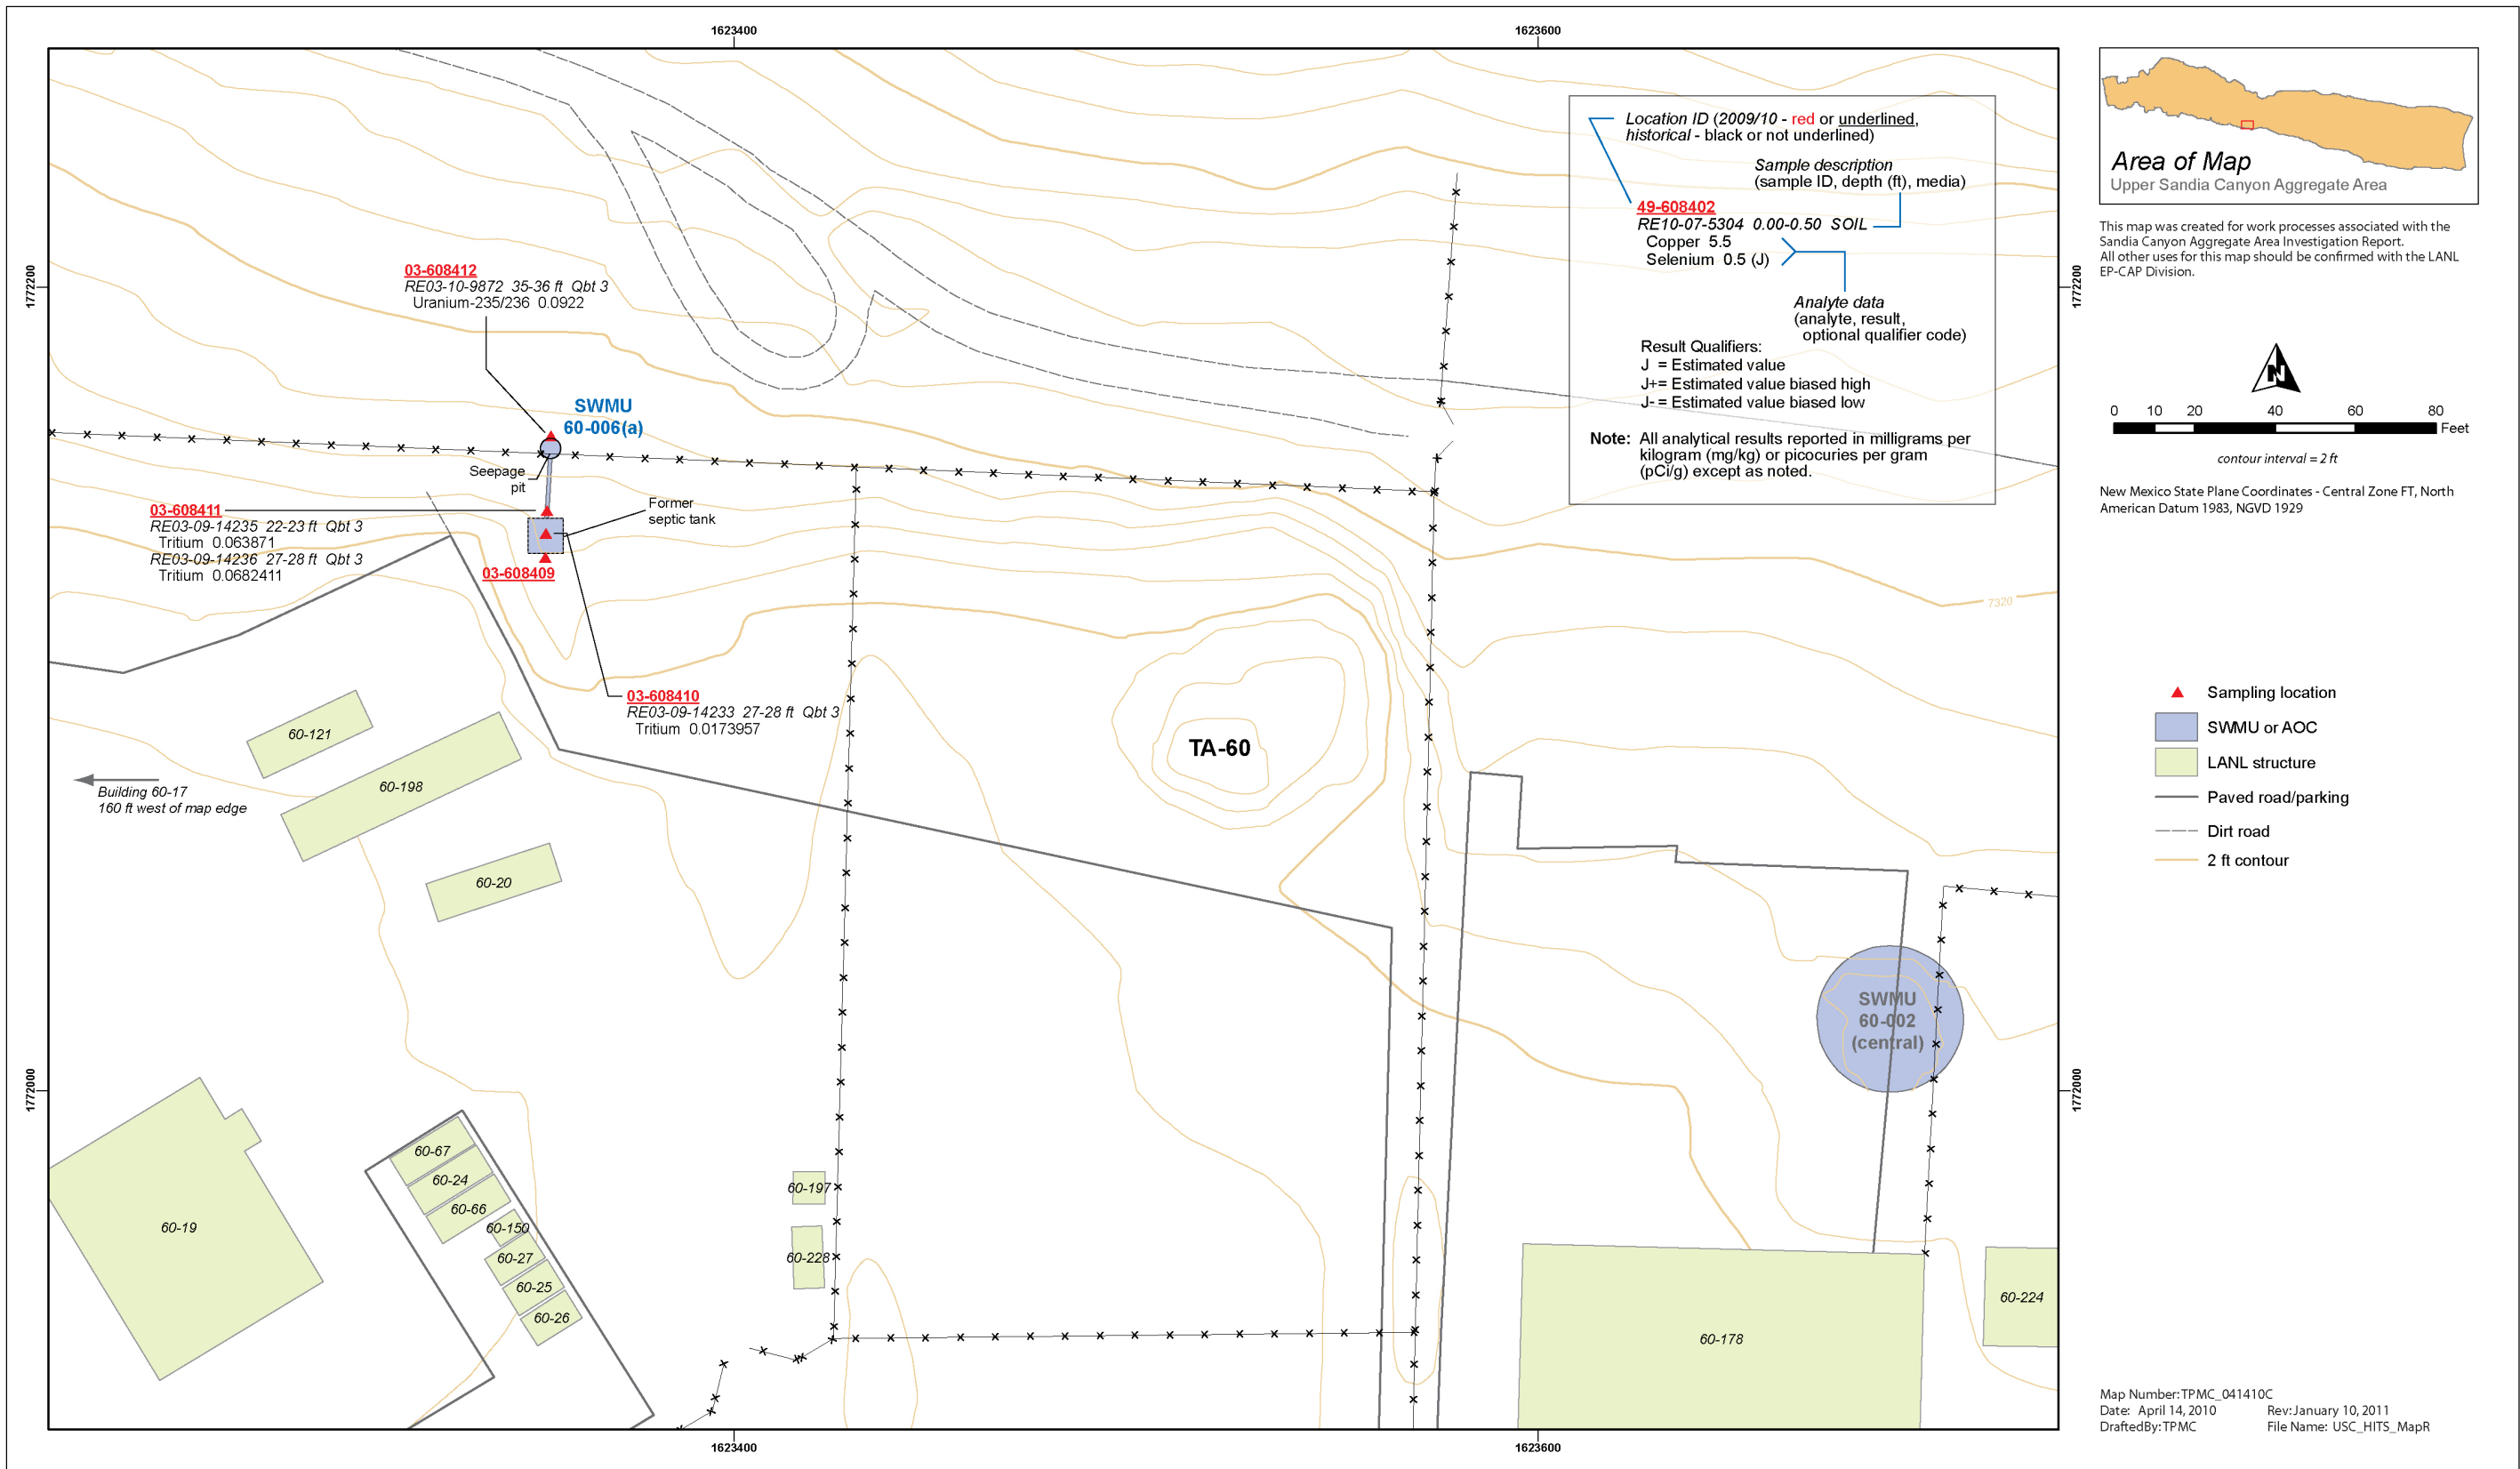 1623400
1623600
1772200
1772000
03-608412
RE03-10-9872 35-36 ft Qbt 3
Uranium-235/236 0.0922
SWMU
60-006(a)
Seepage
pit
Former
septic tank
03-608411
RE03-09-14235 22-23 ft Qbt 3
Tritium 0.063871
RE03-09-14236 27-28 ft Qbt 3
Tritium 0.0682411
03-608409
03-608410
RE03-09-14233 27-28 ft Qbt 3
Tritium 0.0173957
60-121
60-198
60-20
Building 60-17
160 ft west of map edge
TA-60
7320
SWMU
60-002
(central)
60-19
60-67
60-24
60-66
60-150
60-27
60-25
60-26
60-197
60-228
60-178
60-224
1623400
1623600
1772200
1772000
Location ID (2009/10 - red or underlined,
historical - black or not underlined)
Sample description
(sample ID, depth (ft), media)
49-608402
RE10-07-5304 0.00-0.50 SOIL
Copper 5.5
Selenium 0.5 (J)
Analyte data
(analyte, result,
optional qualifier code)
Result Qualifiers:
J = Estimated value
J+= Estimated value biased high
J- = Estimated value biased low
Note: All analytical results reported in milligrams per
kilogram (mg/kg) or picocuries per gram
(pCi/g) except as noted.
Area of Map
Upper Sandia Canyon Aggregate Area
This map was created for work processes associated with the
Sandia Canyon Aggregate Area Investigation Report.
All other uses for this map should be confirmed with the LANL
EP-CAP Division.
N
0 10 20 40 60 80
Feet
contour interval = 2 ft
New Mexico State Plane Coordinates - Central Zone FT, North
American Datum 1983, NGVD 1929
Sampling location
SWMU or AOC
LANL structure
Paved road/parking
Dirt road
2 ft contour
Map Number: TPMC_041410C
Date: April 14, 2010 Rev: January 10, 2011
DraftedBy: TPMC File Name: USC_HITS_MapR